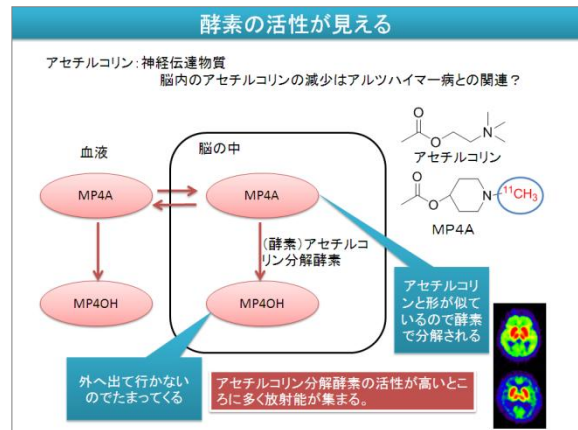 酵素の活性が見える
アセチルコリン:神経伝達物質
脳内のアセチルコリンの減少はアルツハイマー病との関連?
血液
脳の中
MP4A
MP4A
(酵素)アセチルコ
リン分解酵素
MP4OH
MP4OH
O
O
N
アセチルコリン
O
O
N
11CH3
MP4A
アセチルコリ
ンと形が似て
いるので酵素
で分解される
外へ出て行かない
のでたまってくる
アセチルコリン分解酵素の活性が高いとこ
ろに多く放射能が集まる。